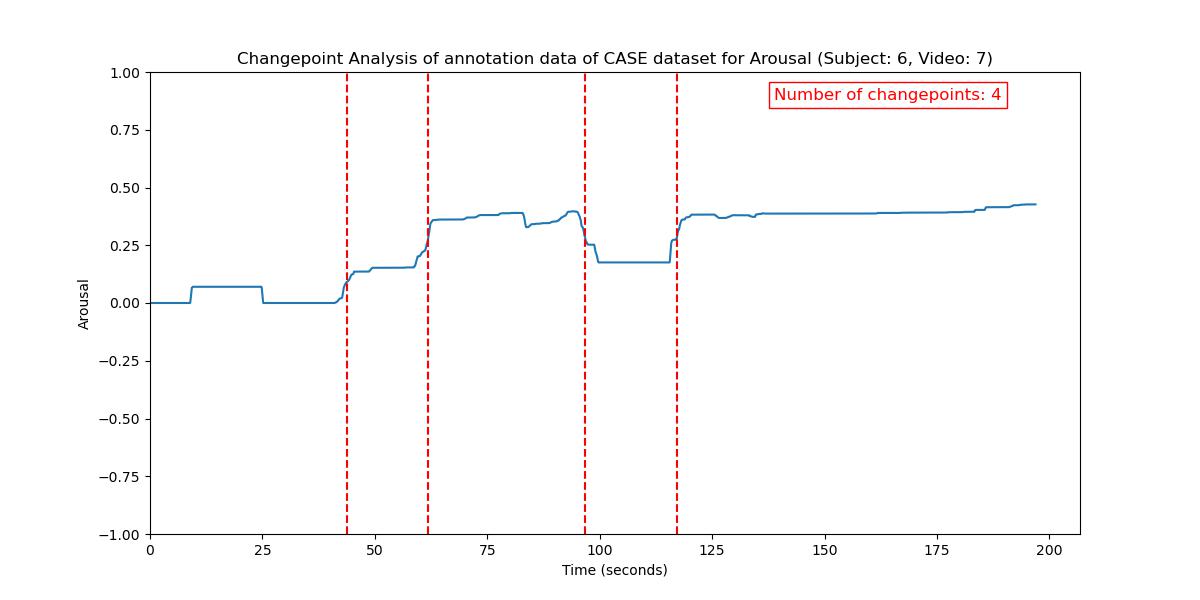 Changepoint Analysis of annotation data of CASE dataset for Arousal (Subject: 6, Video: 7)
Number of changepoints: 4
1.00
0.75
0.50
0.25
0.00
−0.25
−0.50
−0.75
−1.00
Arousal
0 25 50 75 100 125 150 175 200
Time (seconds)